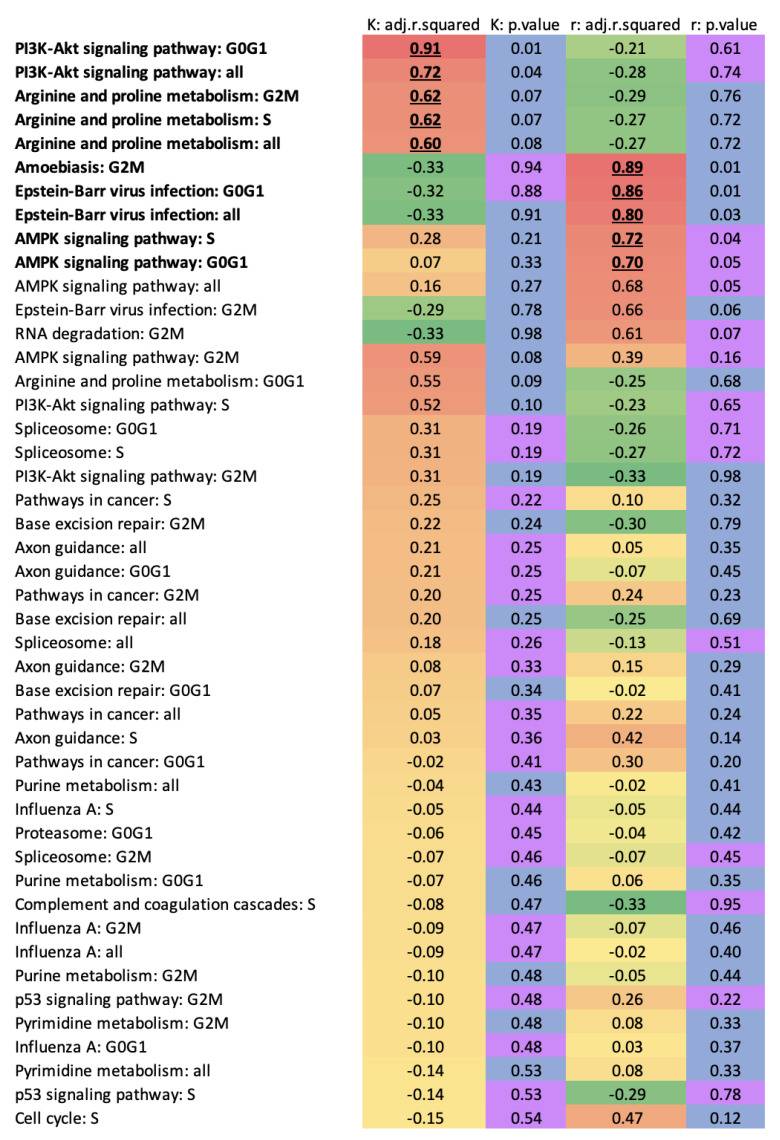 K: adj.r.squared K: p.value r: adj.r.squared r: p.value
PI3K-Akt signaling pathway: G0G1 0.91 0.01 -0.21 0.61
PI3K-Akt signaling pathway: all 0.72 0.04 -0.28 0.74
Arginine and proline metabolism: G2M 0.62 0.07 -0.29 0.76
Arginine and proline metabolism: S 0.62 0.07 -0.27 0.72
Arginine and proline metabolism: all 0.60 0.08 -0.27 0.72
Amoebiasis: G2M -0.33 0.94 0.89 0.01
Epstein-Barr virus infection: G0G1 -0.32 0.88 0.86 0.01
Epstein-Barr virus infection: all -0.33 0.91 0.80 0.03
AMPK signaling pathway: S 0.28 0.21 0.72 0.04
AMPK signaling pathway: G0G1 0.07 0.33 0.70 0.05
AMPK signaling pathway: all 0.16 0.27 0.68 0.05
Epstein-Barr virus infection: G2M -0.29 0.78 0.66 0.06
RNA degradation: G2M -0.33 0.98 0.61 0.07
AMPK signaling pathway: G2M 0.59 0.08 0.39 0.16
Arginine and proline metabolism: G0G1 0.55 0.09 -0.25 0.68
PI3K-Akt signaling pathway: S 0.52 0.10 -0.23 0.65
Spliceosome: G0G1 0.31 0.19 -0.26 0.71
Spliceosome: S 0.31 0.19 -0.27 0.72
PI3K-Akt signaling pathway: G2M 0.31 0.19 -0.33 0.98
Pathways in cancer: S 0.25 0.22 0.10 0.32
Base excision repair: G2M 0.22 0.24 -0.30 0.79
Axon guidance: all 0.21 0.25 0.05 0.35
Axon guidance: G0G1 0.21 0.25 -0.07 0.45
Pathways in cancer: G2M 0.20 0.25 0.24 0.23
Base excision repair: all 0.20 0.25 -0.25 0.69
Spliceosome: all 0.18 0.26 -0.13 0.51
Axon guidance: G2M 0.08 0.33 0.15 0.29
Base excision repair: G0G1 0.07 0.34 -0.02 0.41
Pathways in cancer: all 0.05 0.35 0.22 0.24
Axon guidance: S 0.03 0.36 0.42 0.14
Pathways in cancer: G0G1 -0.02 0.41 0.30 0.20
Purine metabolism: all -0.04 0.43 -0.02 0.41
Influenza A: S -0.05 0.44 -0.05 0.44
Proteasome: G0G1 -0.06 0.45 -0.04 0.42
Spliceosome: G2M -0.07 0.46 -0.07 0.45
Purine metabolism: G0G1 -0.07 0.46 0.06 0.35
Complement and coagulation cascades: S -0.08 0.47 -0.33 0.95
Influenza A: G2M -0.09 0.47 -0.07 0.46
Influenza A: all -0.09 0.47 -0.02 0.40
Purine metabolism: G2M -0.10 0.48 -0.05 0.44
p53 signaling pathway: G2M -0.10 0.48 0.26 0.22
Pyrimidine metabolism: G2M -0.10 0.48 0.08 0.33
Influenza A: G0G1 -0.10 0.48 0.03 0.37
Pyrimidine metabolism: all -0.14 0.53 0.08 0.33
p53 signaling pathway: S -0.14 0.53 -0.29 0.78
Cell cycle: S -0.15 0.54 0.47 0.12